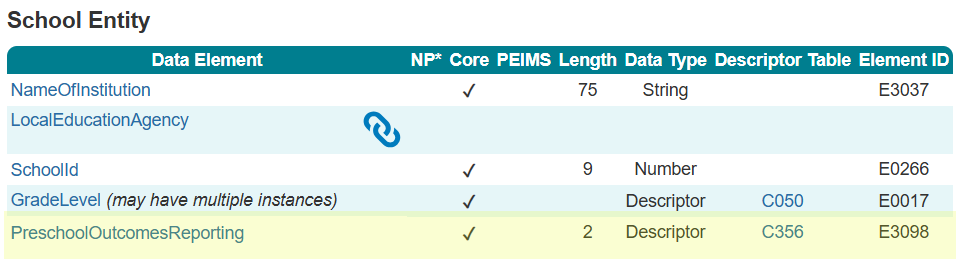 School Entity
Data Element NP* Core PEIMS Length Data Type Descriptor Table Element ID
NameOfInstitution ✓ 75 String E3037
LocalEducationAgency
SchoolId ✓ 9 Number E0266
GradeLevel (may have multiple instances) ✓ Descriptor C050 E0017
PreschoolOutcomesReporting ✓ 2 Descriptor C356 E3098